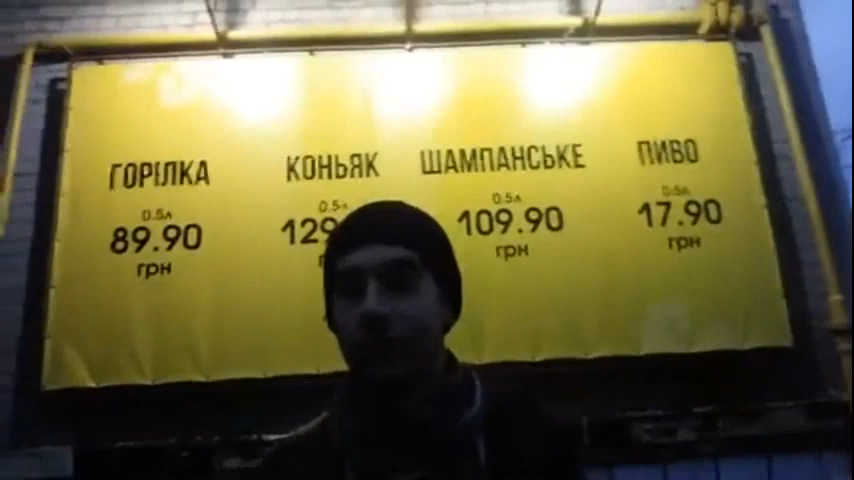 ГОРІЛКА
0.5л
89.90
грн
КОНЬЯК
0.5л
ШАМПАНСЬКЕ
0.5л
109.90
грн
ПИВО
0.5л
17.90
грн